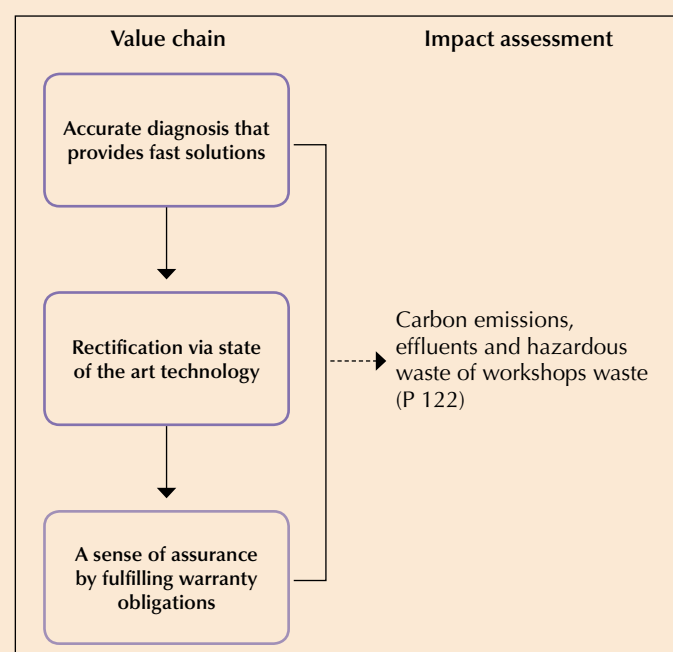 Value chain
Impact assessment
Accurate diagnosis that
provides fast solutions
Rectification via state
of the art technology
Carbon emissions,
effluents and hazardous
waste of workshops waste
(P 122)
A sense of assurance
by fulfilling warranty
obligations